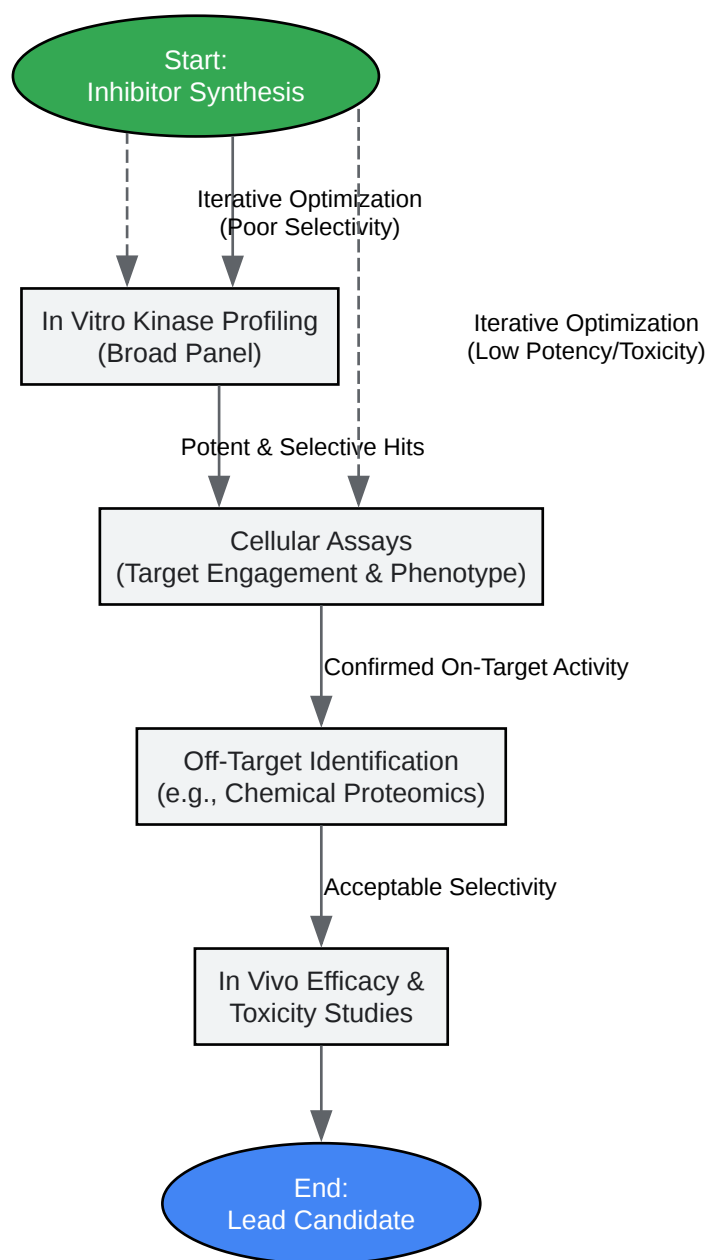 Start:
Inhibitor Synthesis
Iterative Optimization
(Poor Selectivity)
In Vitro Kinase Profiling
(Broad Panel)
Iterative Optimization
(Low Potency/Toxicity)
Potent & Selective Hits
Cellular Assays
(Target Engagement & Phenotype)
Confirmed On-Target Activity
Off-Target Identification
(e.g., Chemical Proteomics)
Acceptable Selectivity
In Vivo Efficacy &
Toxicity Studies
End:
Lead Candidate